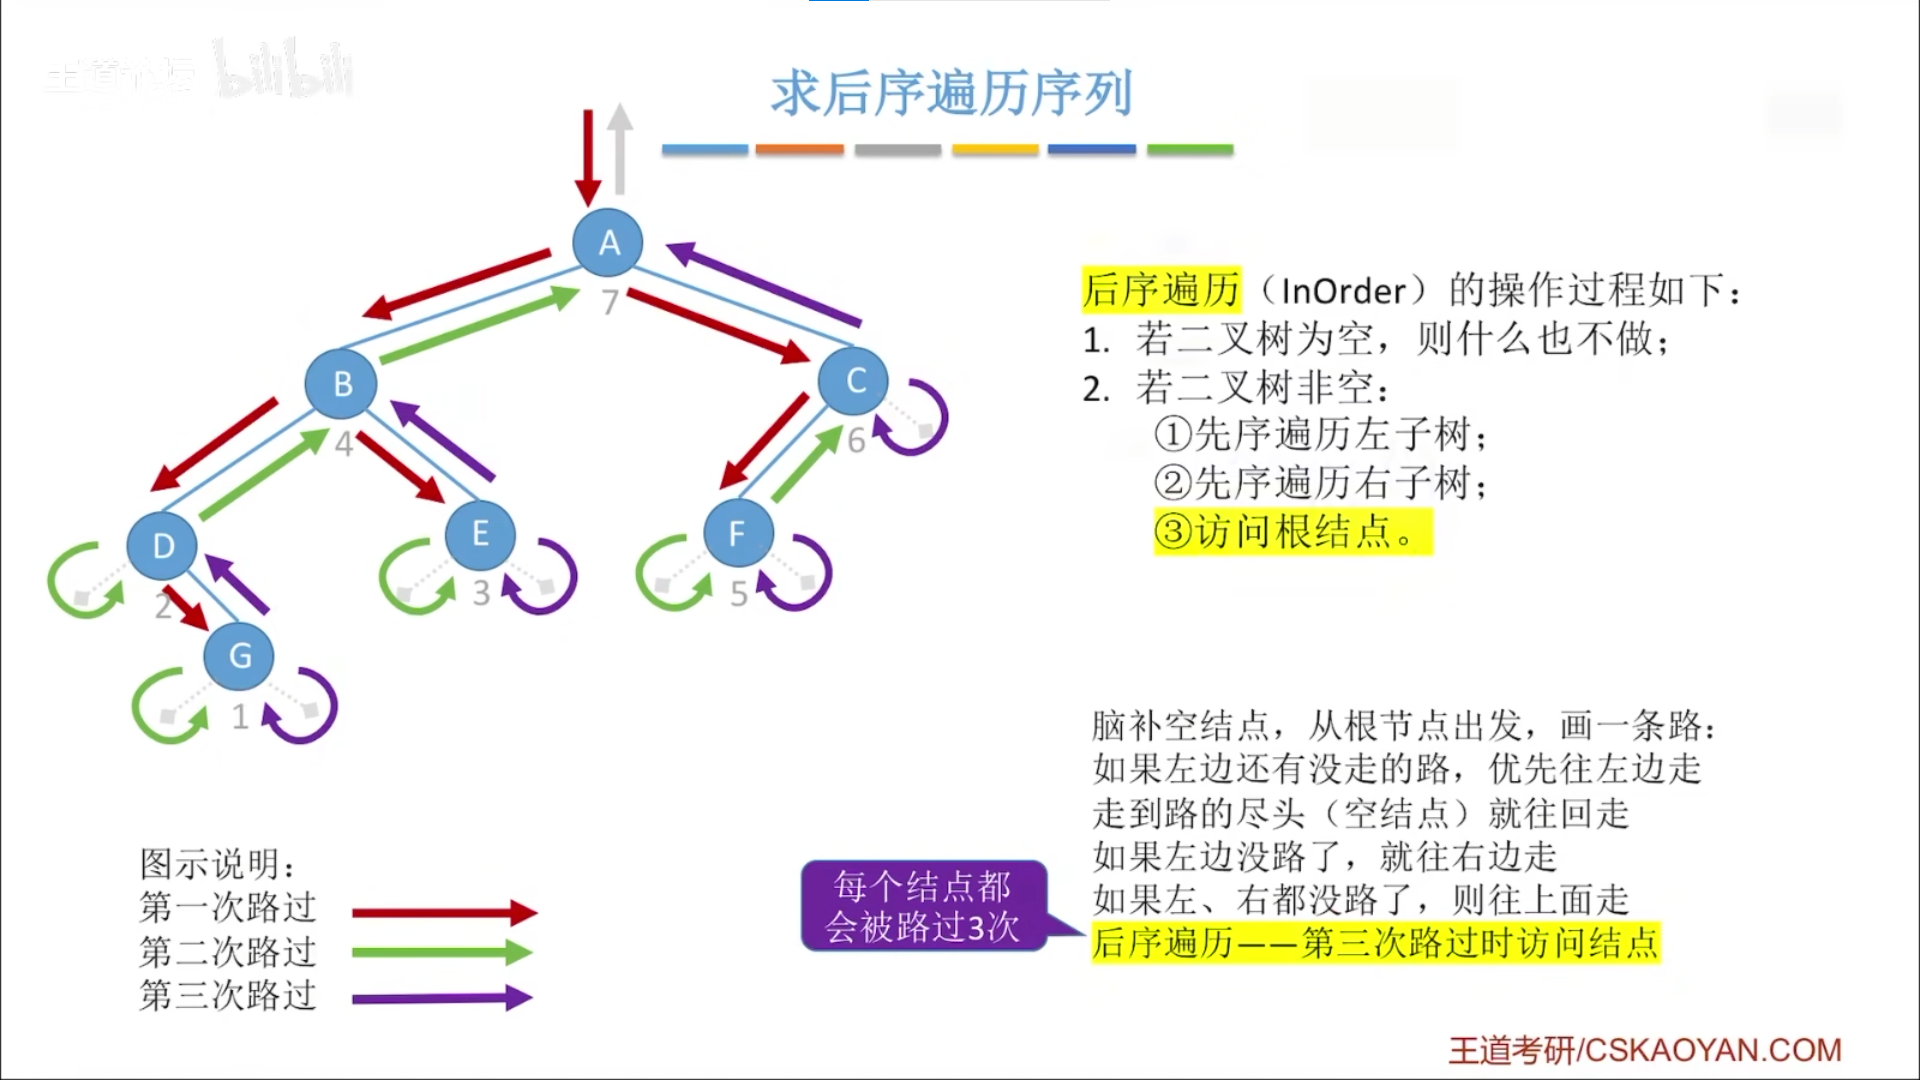 王道论坛 bilibili
求后序遍历序列
A
7
B
4
C
6
D
2
E
3
F
5
G
1
后序遍历（InOrder）的操作过程如下：
1. 若二叉树为空，则什么也不做；
2. 若二叉树非空：
①先序遍历左子树；
②先序遍历右子树；
③访问根结点。
脑补空结点，从根节点出发，画一条路：
如果左边还有没走的路，优先往左边走
走到路的尽头（空结点）就往回走
如果左边没路了，就往右边走
如果左、右都没路了，则往上面走
后序遍历——第三次路过时访问结点
每个结点都
会被路过3次
图示说明：
第一次路过
第二次路过
第三次路过
王道考研/CSKAOYAN.COM